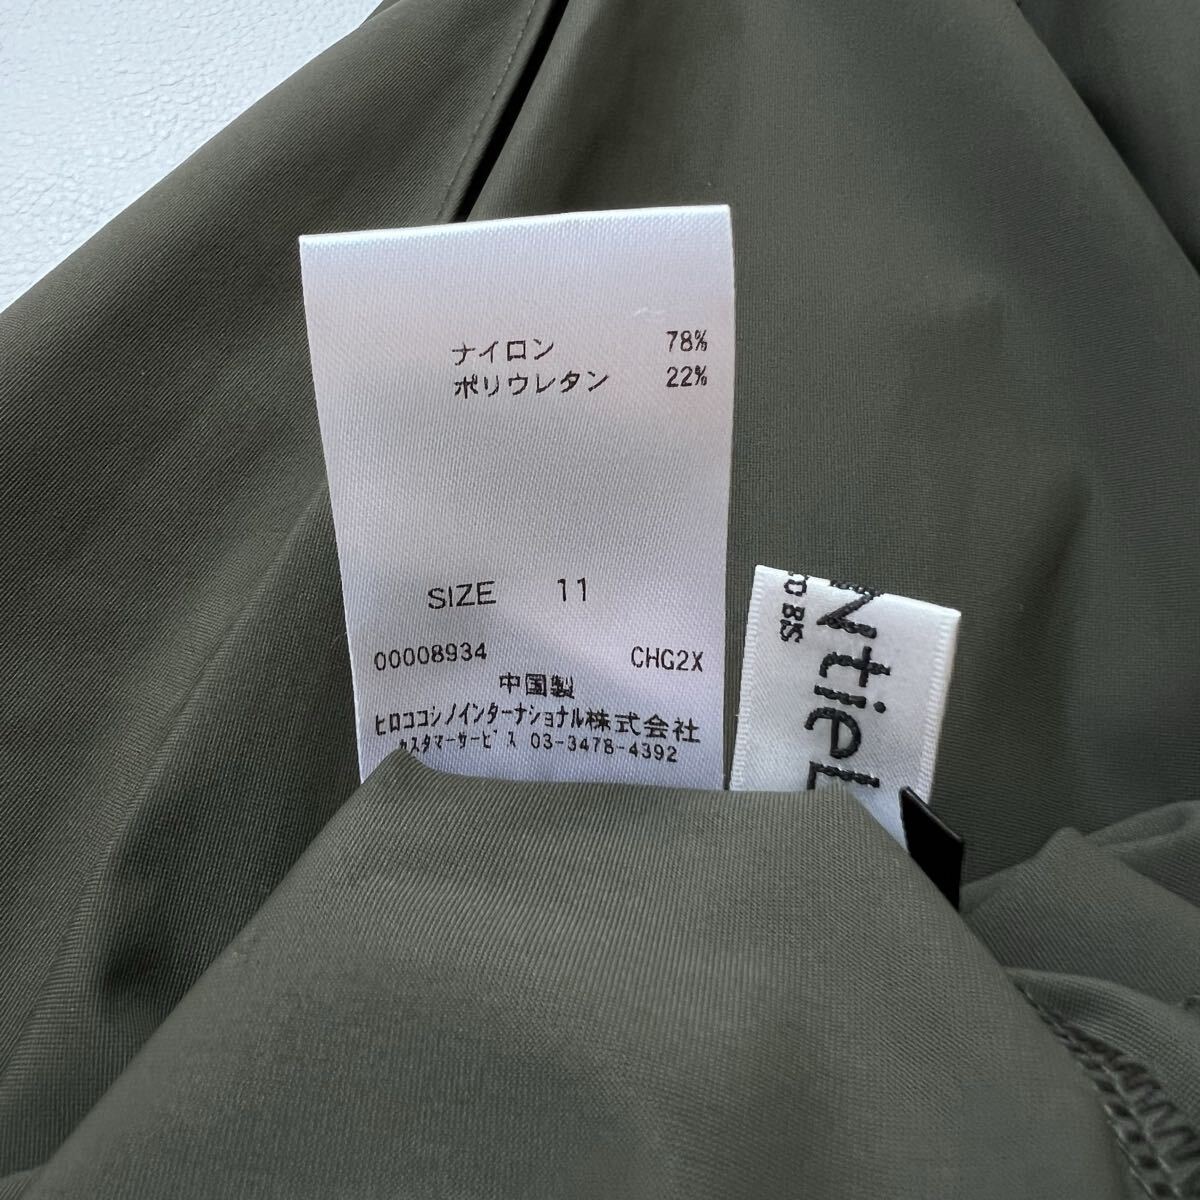 ナイロン 78%
ポリウレタン 22%
SIZE 11
00008934 CHG2X
中国製
ヒロココシノインターナショナル株式会社
カスタマーサービス 03-3478-4392
Ntiel
BIS